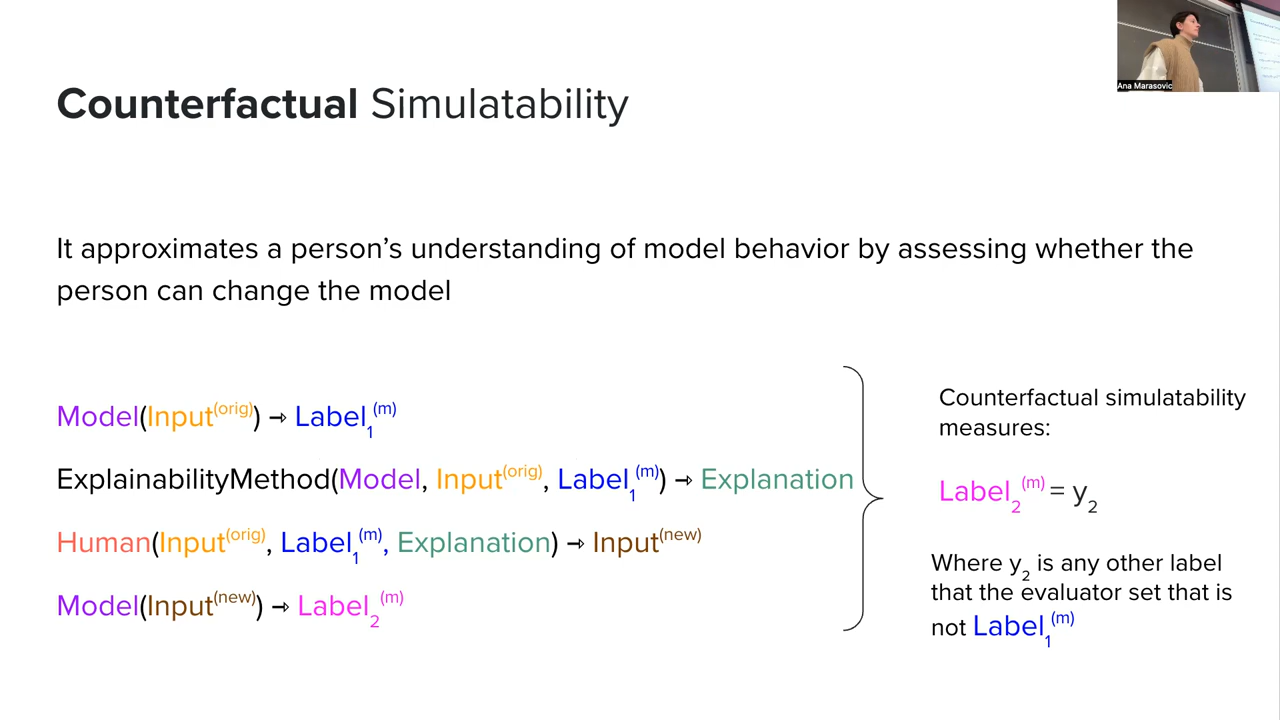 Ana Marasovic
Counterfactual Simulatability
It approximates a person's understanding of model behavior by assessing whether the
person can change the model
Model(Input^(orig)) → Label₁^(m)
ExplainabilityMethod(Model, Input^(orig), Label₁^(m)) → Explanation
Human(Input^(orig), Label₁^(m), Explanation) → Input^(new)
Model(Input^(new)) → Label₂^(m)
Counterfactual simulatability
measures:
Label₂^(m) = y₂
Where y₂ is any other label
that the evaluator set that is
not Label₁^(m)